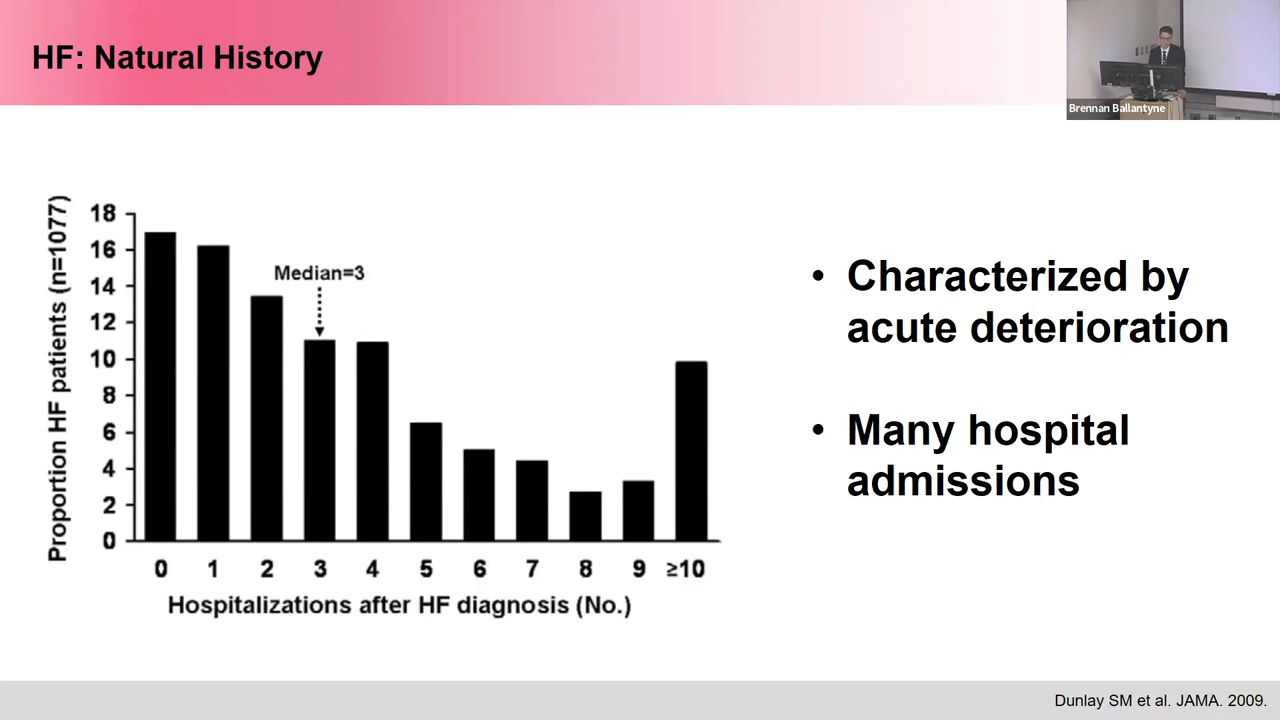 HF: Natural History
Brennan Ballantyne
Proportion HF patients (n=1077)
18
16
14
12
10
8
6
4
2
0
Median=3
0 1 2 3 4 5 6 7 8 9 ≥10
Hospitalizations after HF diagnosis (No.)
• Characterized by
acute deterioration
• Many hospital
admissions
Dunlay SM et al. JAMA. 2009.